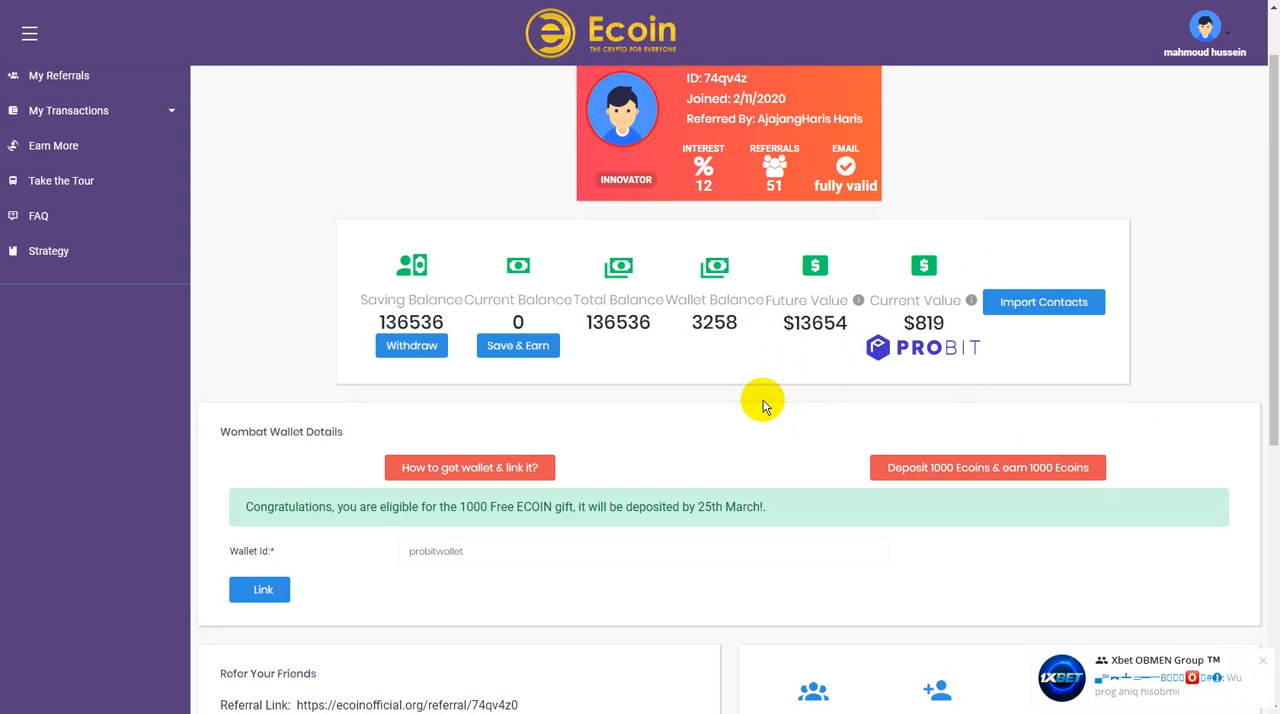 Ecoin
THE CRYPTO FOR EVERYONE
mahmoud hussein
My Referrals
My Transactions
Earn More
Take the Tour
FAQ
Strategy
ID: 74qv4z
Joined: 2/11/2020
Referred By: AjajangHaris Haris
INTEREST REFERRALS EMAIL
12 51 fully valid
INNOVATOR
Saving Balance Current Balance Total Balance Wallet Balance Future Value Current Value
136536 0 136536 3258 $13654 $819
Import Contacts
Withdraw Save & Earn
PROBIT
Wombat Wallet Details
How to get wallet & link it? Deposit 1000 Ecoins & earn 1000 Ecoins
Congratulations, you are eligible for the 1000 Free ECOIN gift, it will be deposited by 25th March!.
Wallet Id:* probitwallet
Link
Refer Your Friends
Referral Link: https://ecoinofficial.org/referral/74qv4z0
1XBET
Xbet OBMEN Group ™
Wu
prog aniq hisobmii